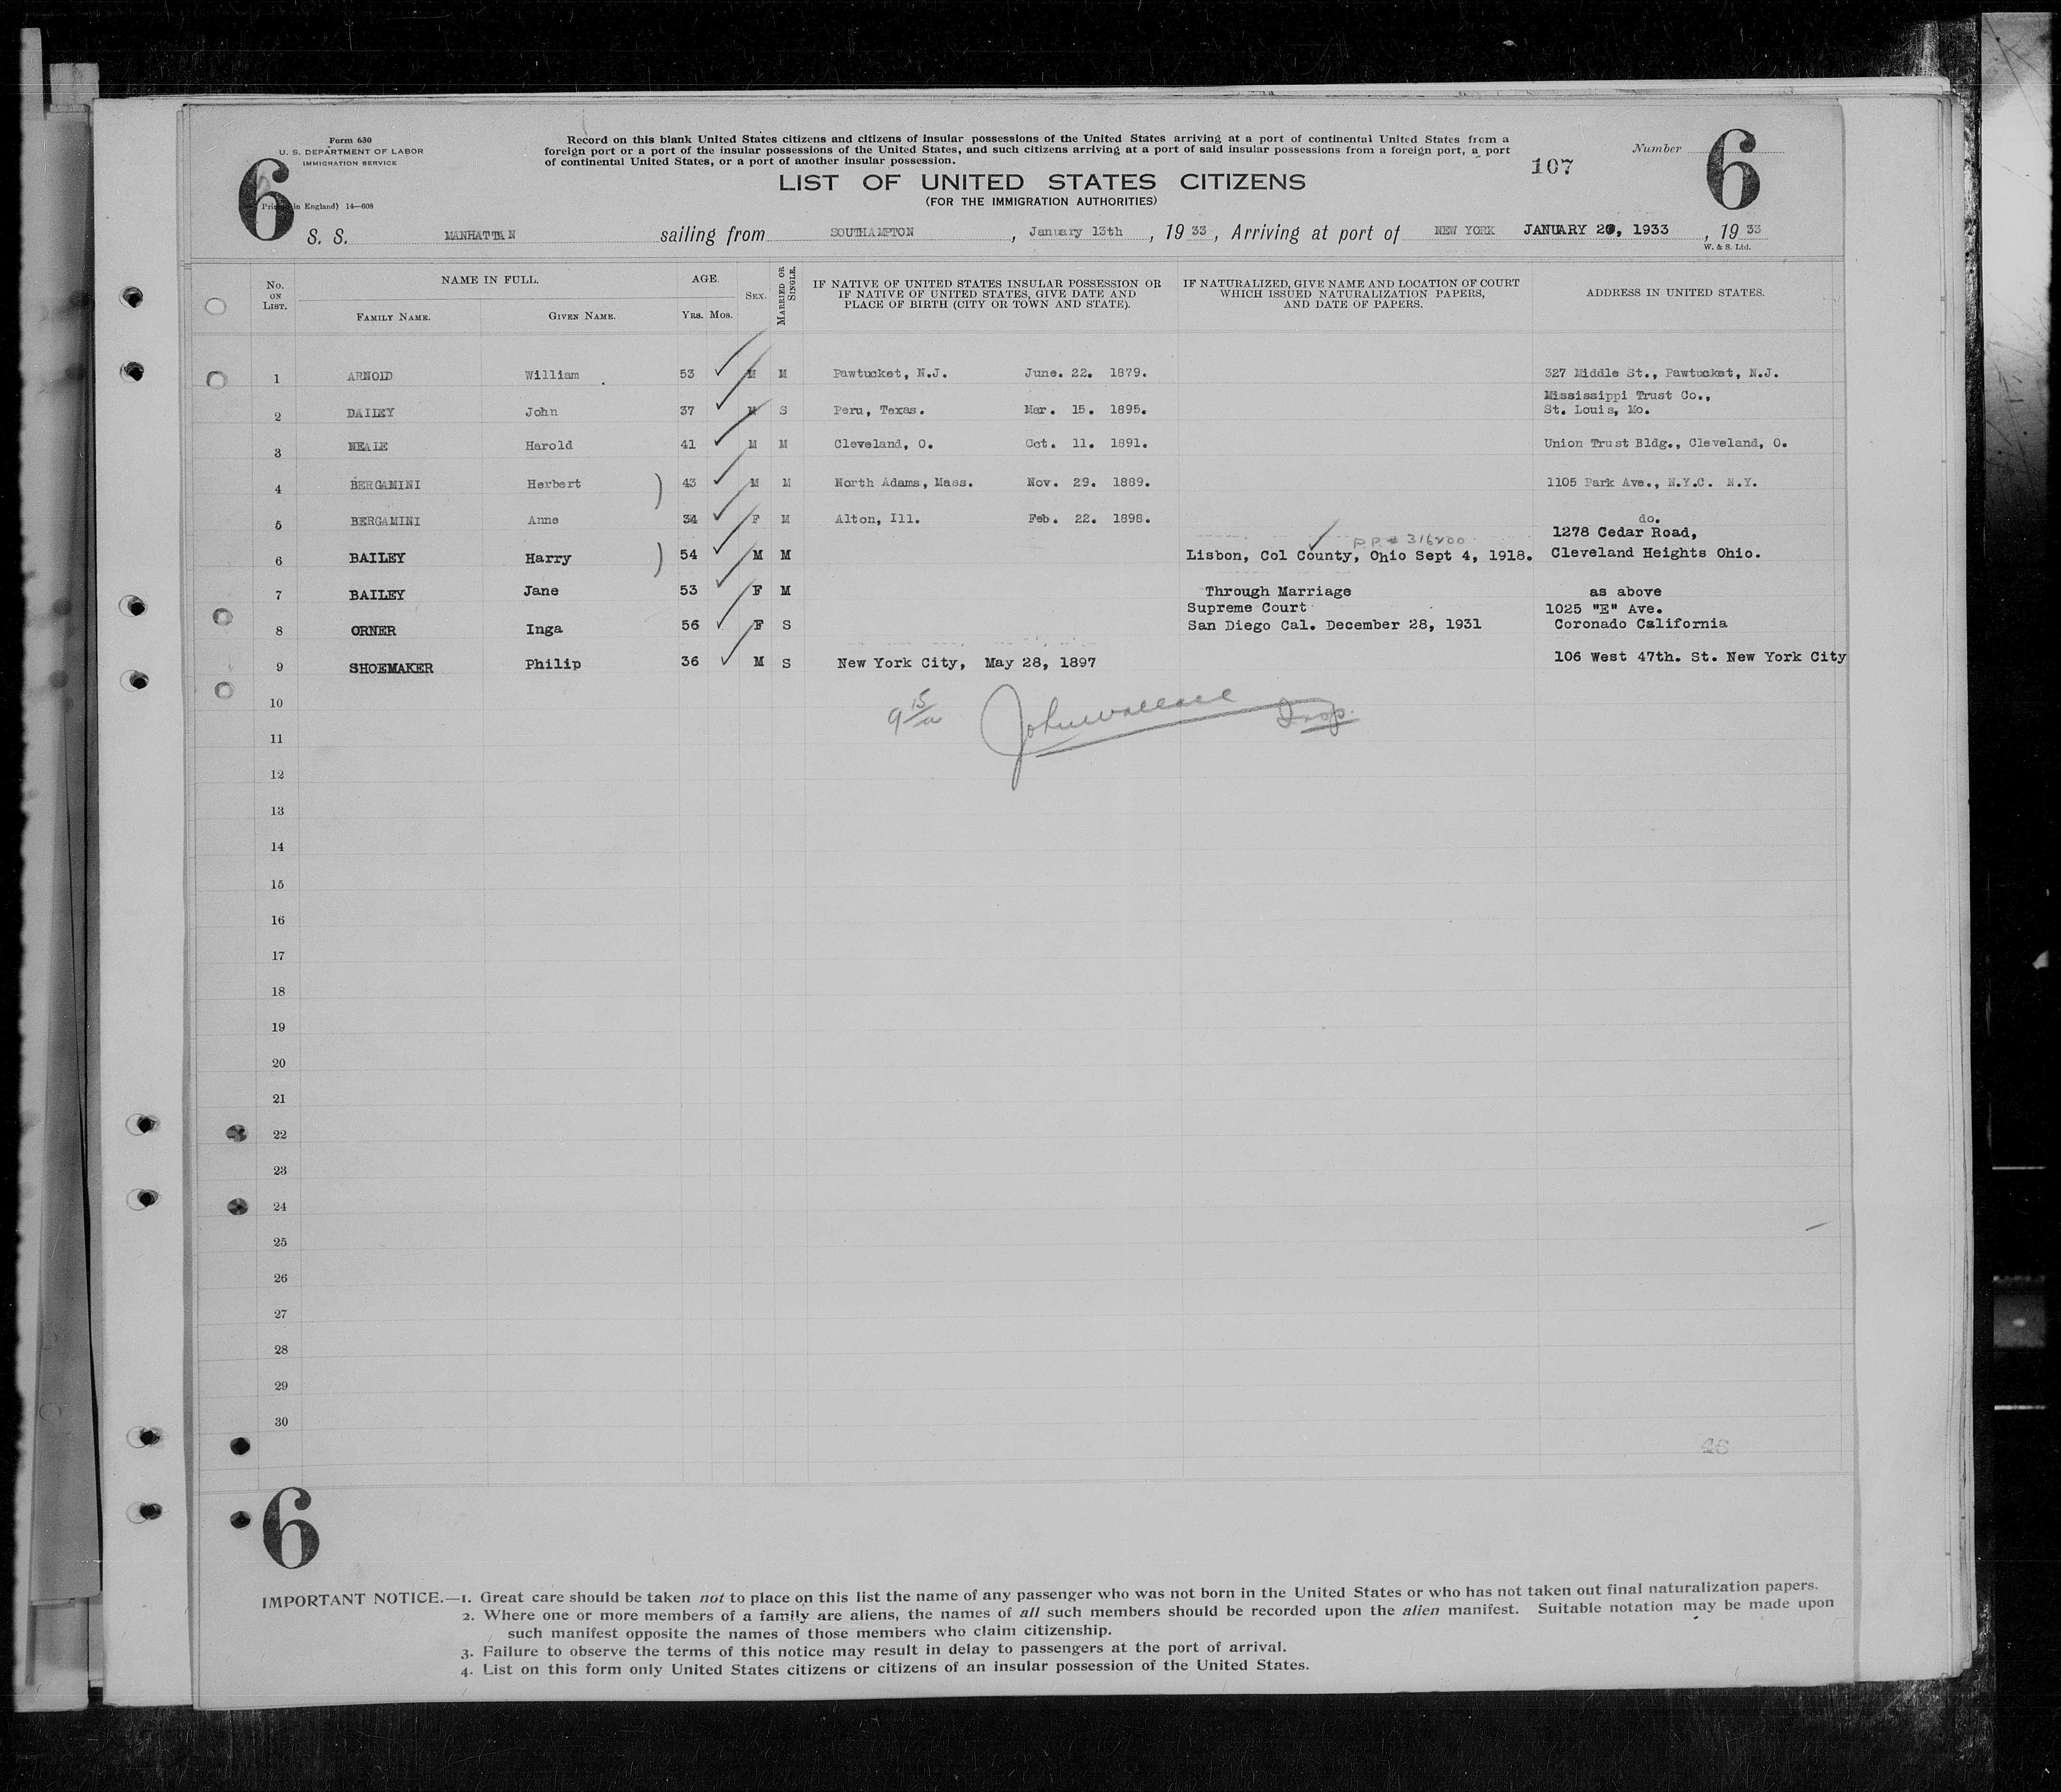 Form 630
U. S. DEPARTMENT OF LABOR
IMMIGRATION SERVICE
6
in England) 14—608
Record on this blank United States citizens and citizens of insular possessions of the United States arriving at a port of continental United States from a
foreign port or a port of the insular possessions of the United States, and such citizens arriving at a port of said insular possessions from a foreign port, a port
of continental United States, or a port of another insular possession.
107
Number 6
LIST OF UNITED STATES CITIZENS
(FOR THE IMMIGRATION AUTHORITIES)
S. S. MANHATTAN sailing from SOUTHAMPTON, January 13th, 19 33, Arriving at port of NEW YORK JANUARY 20, 1933, 19 33
W. & S. Ltd.
No. ON LIST. NAME IN FULL. FAMILY NAME. GIVEN NAME. AGE. YRS. MOS. SEX. MARRIED OR SINGLE. IF NATIVE OF UNITED STATES INSULAR POSSESSION OR IF NATIVE OF UNITED STATES, GIVE DATE AND PLACE OF BIRTH (CITY OR TOWN AND STATE). IF NATURALIZED, GIVE NAME AND LOCATION OF COURT WHICH ISSUED NATURALIZATION PAPERS, AND DATE OF PAPERS. ADDRESS IN UNITED STATES.
1 ARNOLD William 53 M M Pawtucket, N.J. June. 22. 1879. 327 Middle St., Pawtucket, N.J.
Mississippi Trust Co.,
2 DAILEY John 37 M S Peru, Texas. Mar. 15. 1895. St. Louis, Mo.
3 NEALE Harold 41 M M Cleveland, O. Oct. 11. 1891. Union Trust Bldg., Cleveland, O.
4 BERGAMINI Herbert ) 43 M M North Adams, Mass. Nov. 29. 1889. 1105 Park Ave., N.Y.C. N.Y.
5 BERGAMINI Anne 34 F M Alton, Ill. Feb. 22. 1898. do.
P.P.# 316200 1278 Cedar Road,
6 BAILEY Harry ) 54 M M Lisbon, Col County, Ohio Sept 4, 1918. Cleveland Heights Ohio.
7 BAILEY Jane 53 F M Through Marriage as above
Supreme Court 1025 "E" Ave.
8 ORNER Inga 56 F S San Diego Cal. December 28, 1931 Coronado California
9 SHOEMAKER Philip 36 M S New York City, May 28, 1897 106 West 47th. St. New York City
10 John Wallace Insp.
11
12
13
14
15
16
17
18
19
20
21
22
23
24
25
26
27
28
29
30
6
IMPORTANT NOTICE.—1. Great care should be taken not to place on this list the name of any passenger who was not born in the United States or who has not taken out final naturalization papers.
2. Where one or more members of a family are aliens, the names of all such members should be recorded upon the alien manifest. Suitable notation may be made upon
such manifest opposite the names of those members who claim citizenship.
3. Failure to observe the terms of this notice may result in delay to passengers at the port of arrival.
4. List on this form only United States citizens or citizens of an insular possession of the United States.